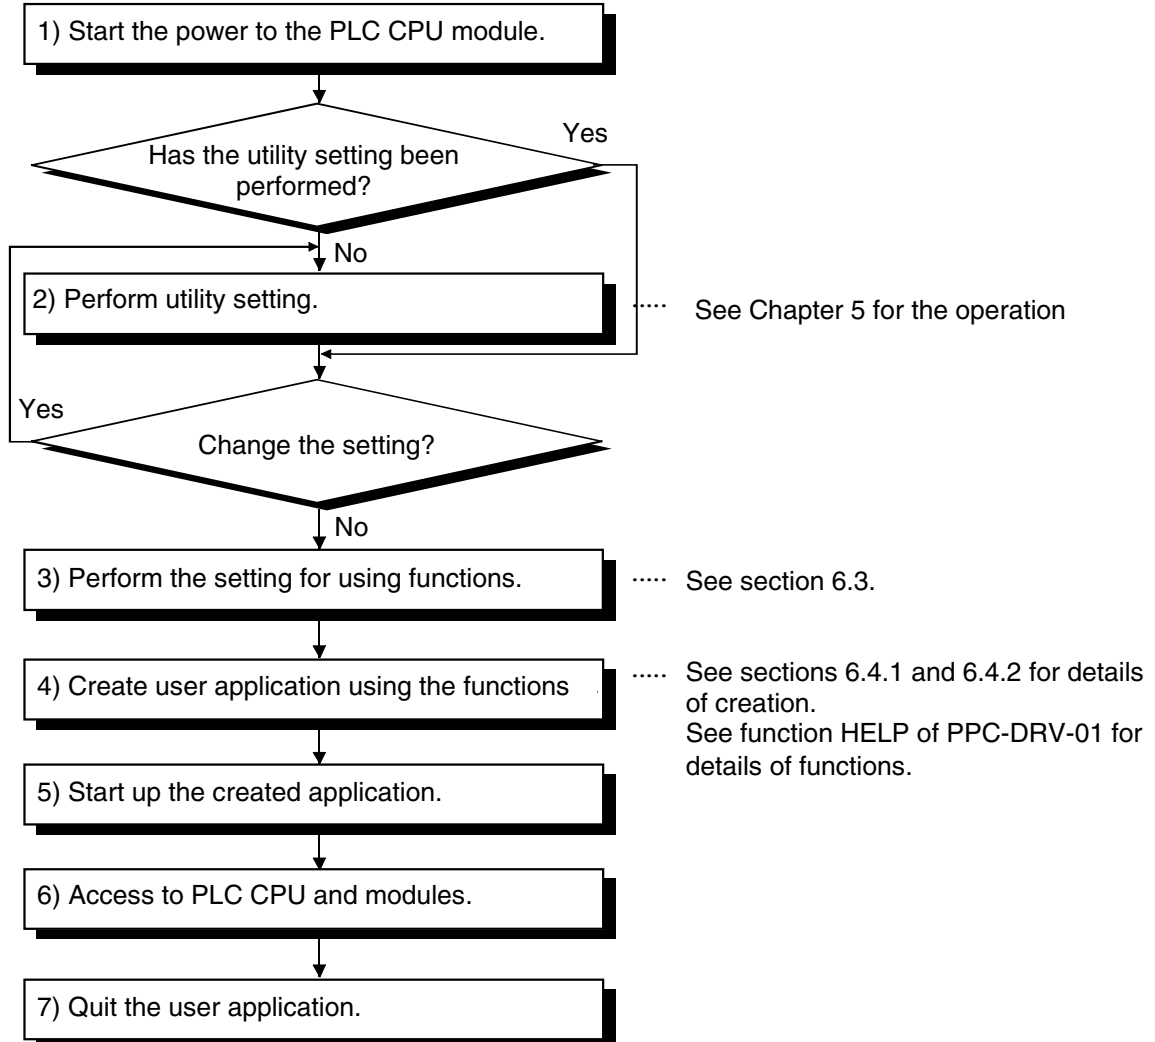 1) Start the power to the PLC CPU module.
Yes
Has the utility setting been
performed?
No
2) Perform utility setting.
..... See Chapter 5 for the operation
Yes
Change the setting?
No
3) Perform the setting for using functions.
..... See section 6.3.
4) Create user application using the functions .
..... See sections 6.4.1 and 6.4.2 for details
of creation.
See function HELP of PPC-DRV-01 for
details of functions.
5) Start up the created application.
6) Access to PLC CPU and modules.
7) Quit the user application.